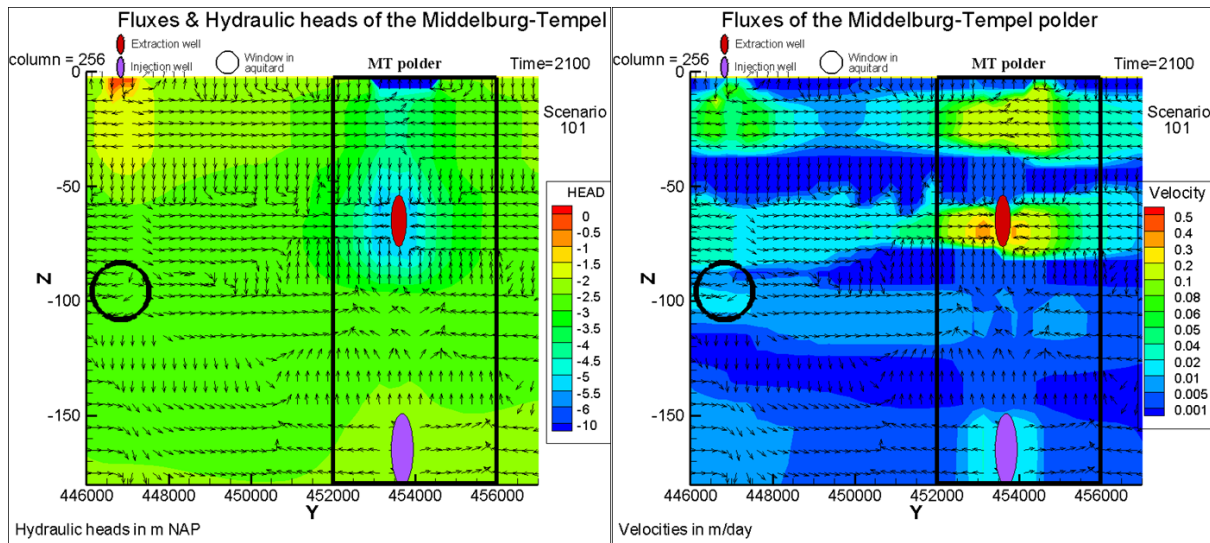 Fluxes & Hydraulic heads of the Middelburg-Tempel
Extraction well
column = 256
Injection well
Window in
aquitard
MT polder
Time=2100
Scenario
101
0
-50
-100
-150
Z
446000
448000
450000
452000
454000
456000
Y
HEAD
0
-0.5
-1
-1.5
-2
-2.5
-3
-3.5
-4
-4.5
-5
-5.5
-6
-10
Hydraulic heads in m NAP
Fluxes of the Middelburg-Tempel polder
Extraction well
column = 256
Injection well
Window in
aquitard
MT polder
Time=2100
Scenario
101
0
-50
-100
-150
Z
446000
448000
450000
452000
454000
456000
Y
Velocity
0.5
0.4
0.3
0.2
0.1
0.08
0.06
0.04
0.02
0.01
0.005
0.001
Velocities in m/day